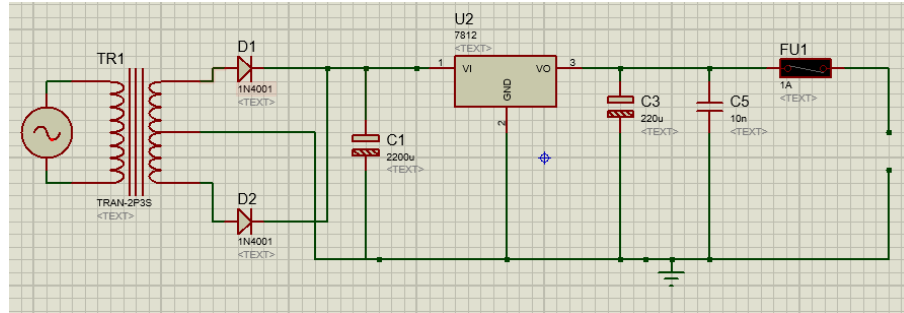 TR1
TRAN-2P3S
<TEXT>
D1
1N4001
<TEXT>
D2
1N4001
<TEXT>
C1
2200u
<TEXT>
U2
7812
<TEXT>
1
VI
VO
3
GND
2
C3
220u
<TEXT>
C5
10n
<TEXT>
FU1
1A
<TEXT>